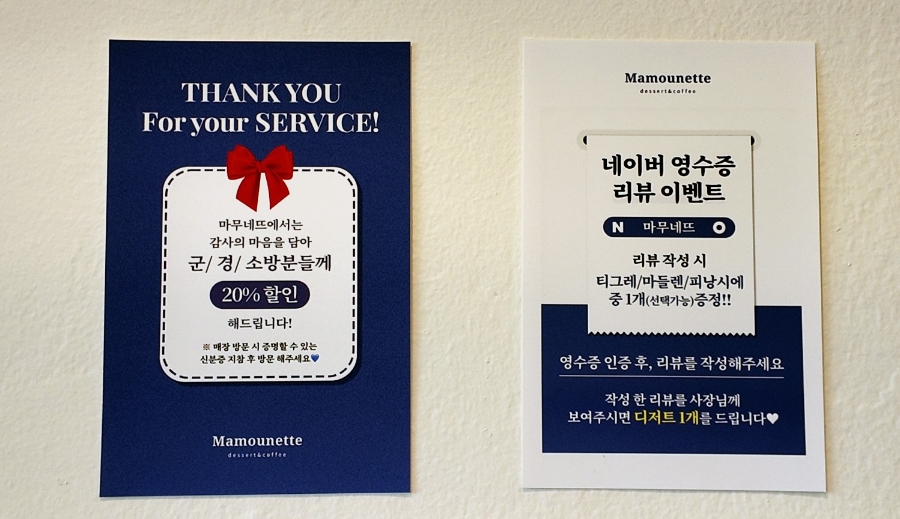 THANK YOU
For your SERVICE!
마무네뜨에서는
감사의 마음을 담아
군/ 경/ 소방분들께
20% 할인
해드립니다!
※ 매장 방문 시 증명할 수 있는
신분증 지참 후 방문 해주세요💙
Mamounette
dessert&coffee
Mamounette
dessert&coffee
네이버 영수증
리뷰 이벤트
N 마무네뜨
리뷰 작성 시
티그레/마들렌/피낭시에
중 1개(선택가능)증정!!
영수증 인증 후, 리뷰를 작성해주세요
작성 한 리뷰를 사장님께
보여주시면 디저트 1개를 드립니다♥